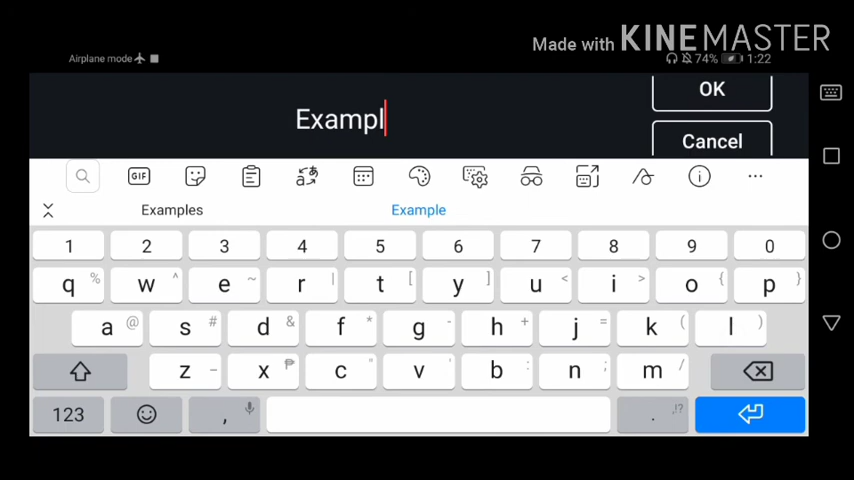 Made with KINEMASTER
Airplane mode 74% 1:22
OK
Exampl
Cancel
GIF
Examples Example
1 2 3 4 5 6 7 8 9 0
q % w ^ e ~ r | t [ y ] u < i > o { p }
a @ s # d & f * g - h + j = k ( l )
z _ x ₱ c " v ' b : n ; m /
123 , . ,!?